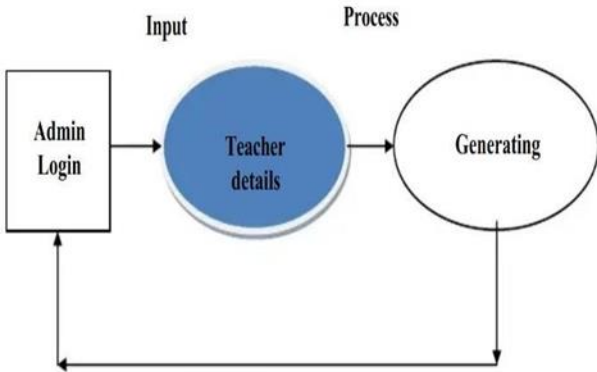 Input
Process
Admin
Login
Teacher
details
Generating